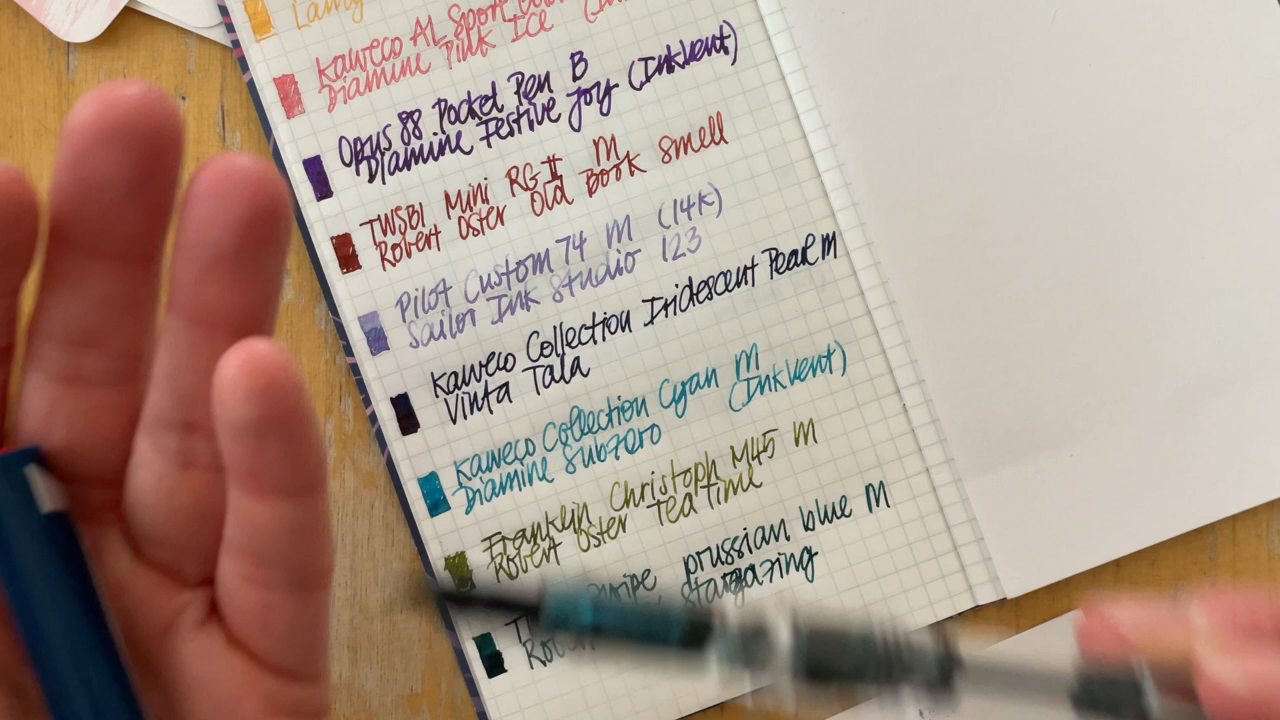 Lamy
Kaweco AL Sport
Diamine Pink Ice
Opus 88 Pocket Pen B
Diamine Festive Joy (Inkvent)
TWSBI Mini RG II M
Robert Oster Old Book Smell
Pilot Custom 74 M (14K)
Sailor Ink Studio 123
Kaweco Collection Iridescent Pearl M
Vinta Tala
Kaweco Collection Cyan M
Diamine Subzero (InkVent)
Franklin Christoph M45 M
Robert Oster Tea Time
prussian blue M
stargazing